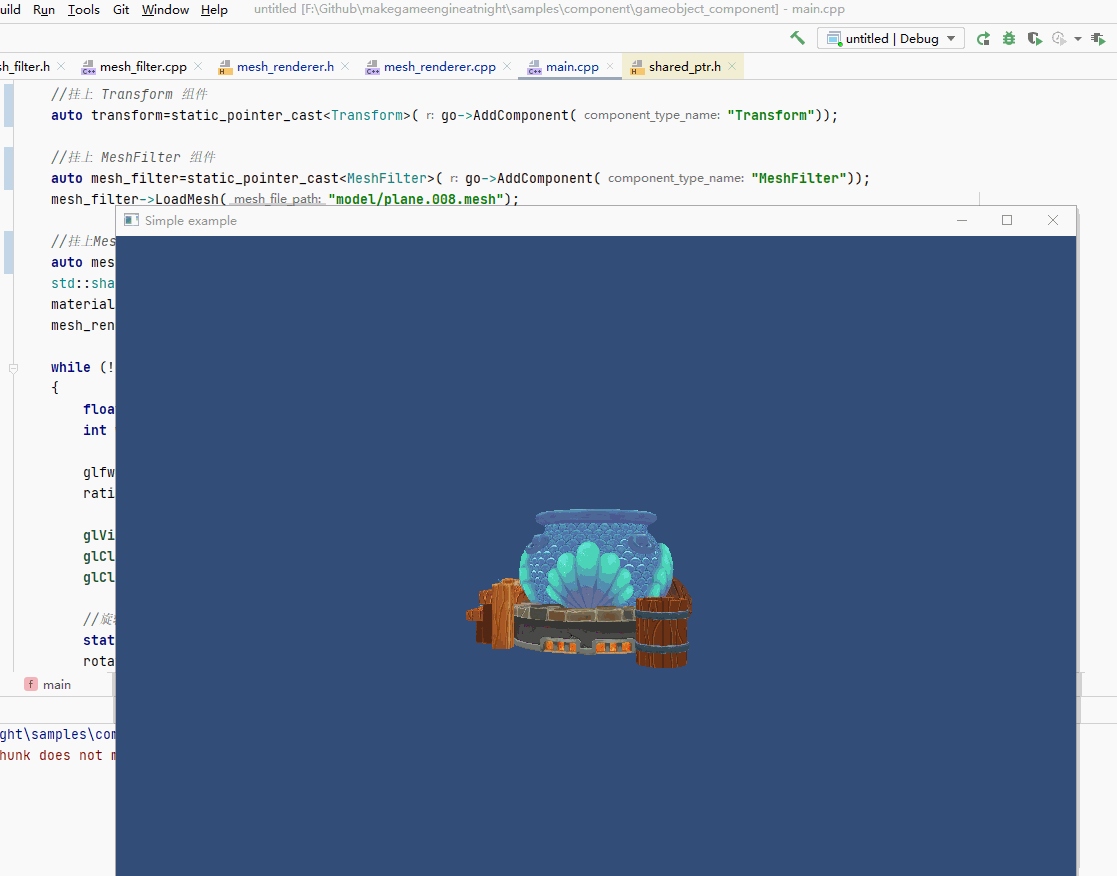 uild Run Tools Git Window Help untitled [F:\Github\makegameengineatnight\samples\component\gameobject_component] - main.cpp
untitled | Debug
sh_filter.h mesh_filter.cpp mesh_renderer.h mesh_renderer.cpp main.cpp shared_ptr.h
//挂上 Transform 组件
auto transform=static_pointer_cast<Transform>( r: go->AddComponent( component_type_name: "Transform"));
//挂上 MeshFilter 组件
auto mesh_filter=static_pointer_cast<MeshFilter>( r: go->AddComponent( component_type_name: "MeshFilter"));
mesh_filter->LoadMesh( mesh_file_path: "model/plane.008.mesh");
Simple example
//挂上Mes
auto mes
std::sha
material
mesh_ren
while (!
{
floa
int
glfw
rati
glVi
glCl
glCl
//旋
stat
rota
f main
ght\samples\com
hunk does not m